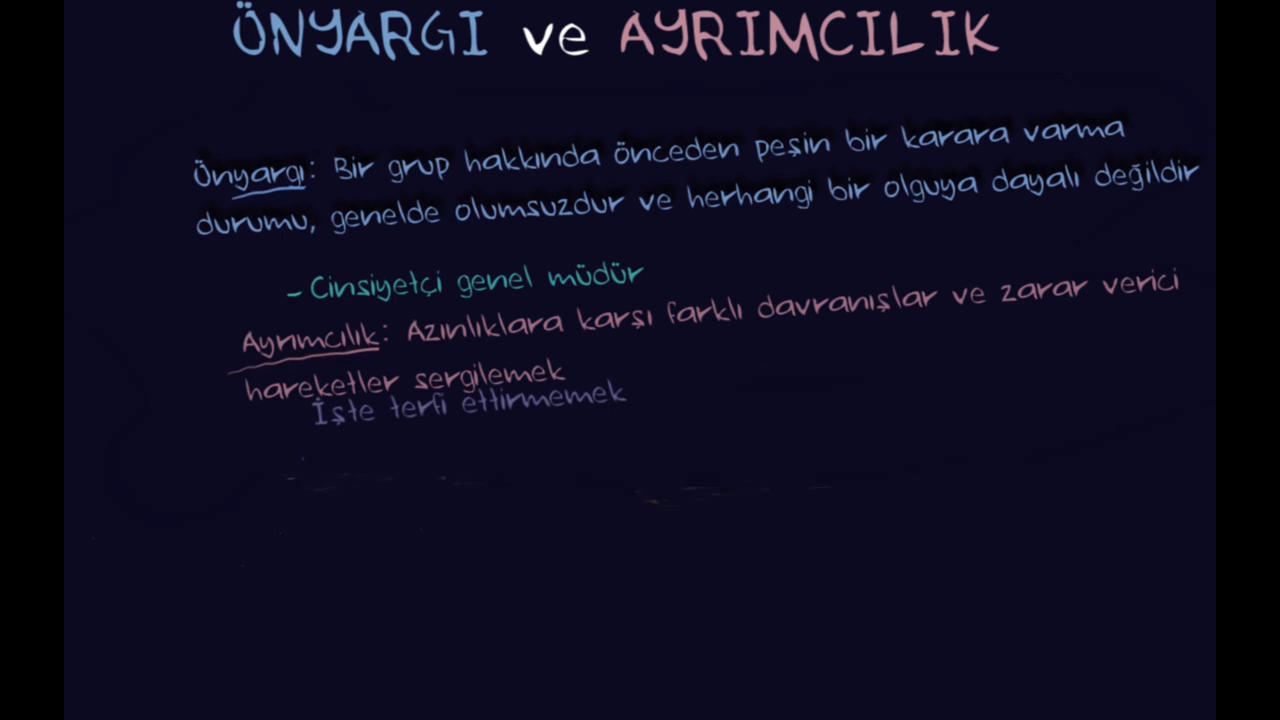 ÖNYARGI ve AYRIMCILIK
Önyargı: Bir grup hakkında önceden peşin bir karara varma
durumu, genelde olumsuzdur ve herhangi bir olguya dayalı değildir
- Cinsiyetçi genel müdür
Ayrımcılık: Azınlıklara karşı farklı davranışlar ve zarar verici
hareketler sergilemek
İşte terfi ettirmemek